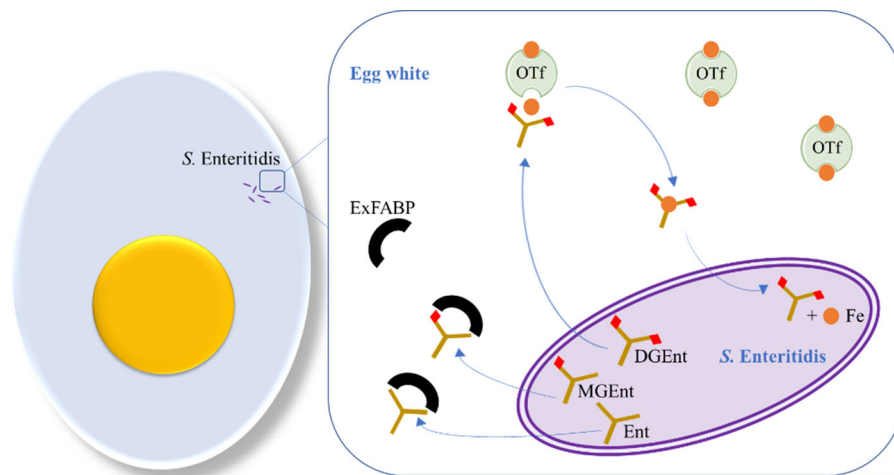 Egg white
OTf
OTf
OTf
S. Enteritidis
ExFABP
+ Fe
DGEnt
S. Enteritidis
MGEnt
Ent